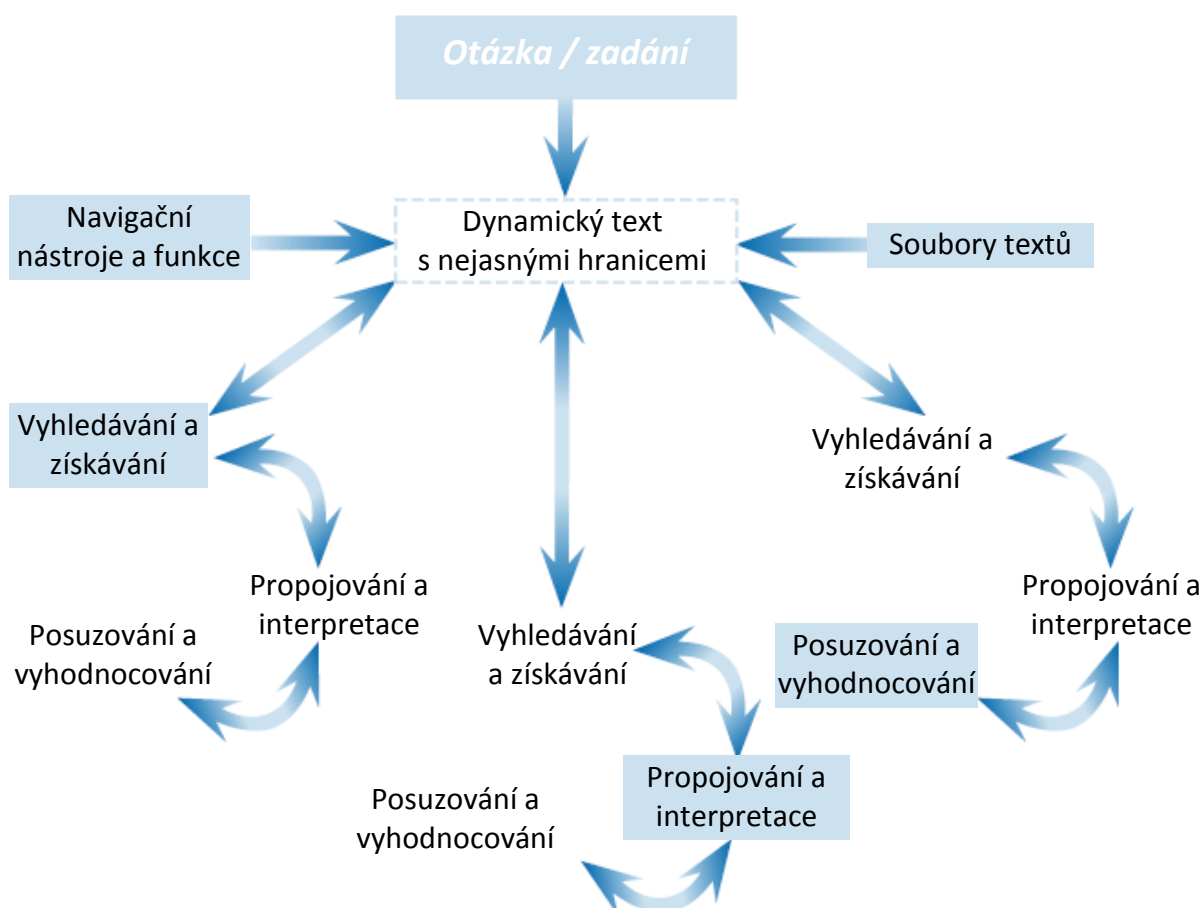 Otázka / zadání
Navigační
nástroje a funkce
Dynamický text
s nejasnými hranicemi
Soubory textů
Vyhledávání a
získávání
Propojování a
interpretace
Posuzování a
vyhodnocování
Vyhledávání
a získávání
Propojování a
interpretace
Posuzování a
vyhodnocování
Vyhledávání a
získávání
Propojování a
interpretace
Posuzování a
vyhodnocování